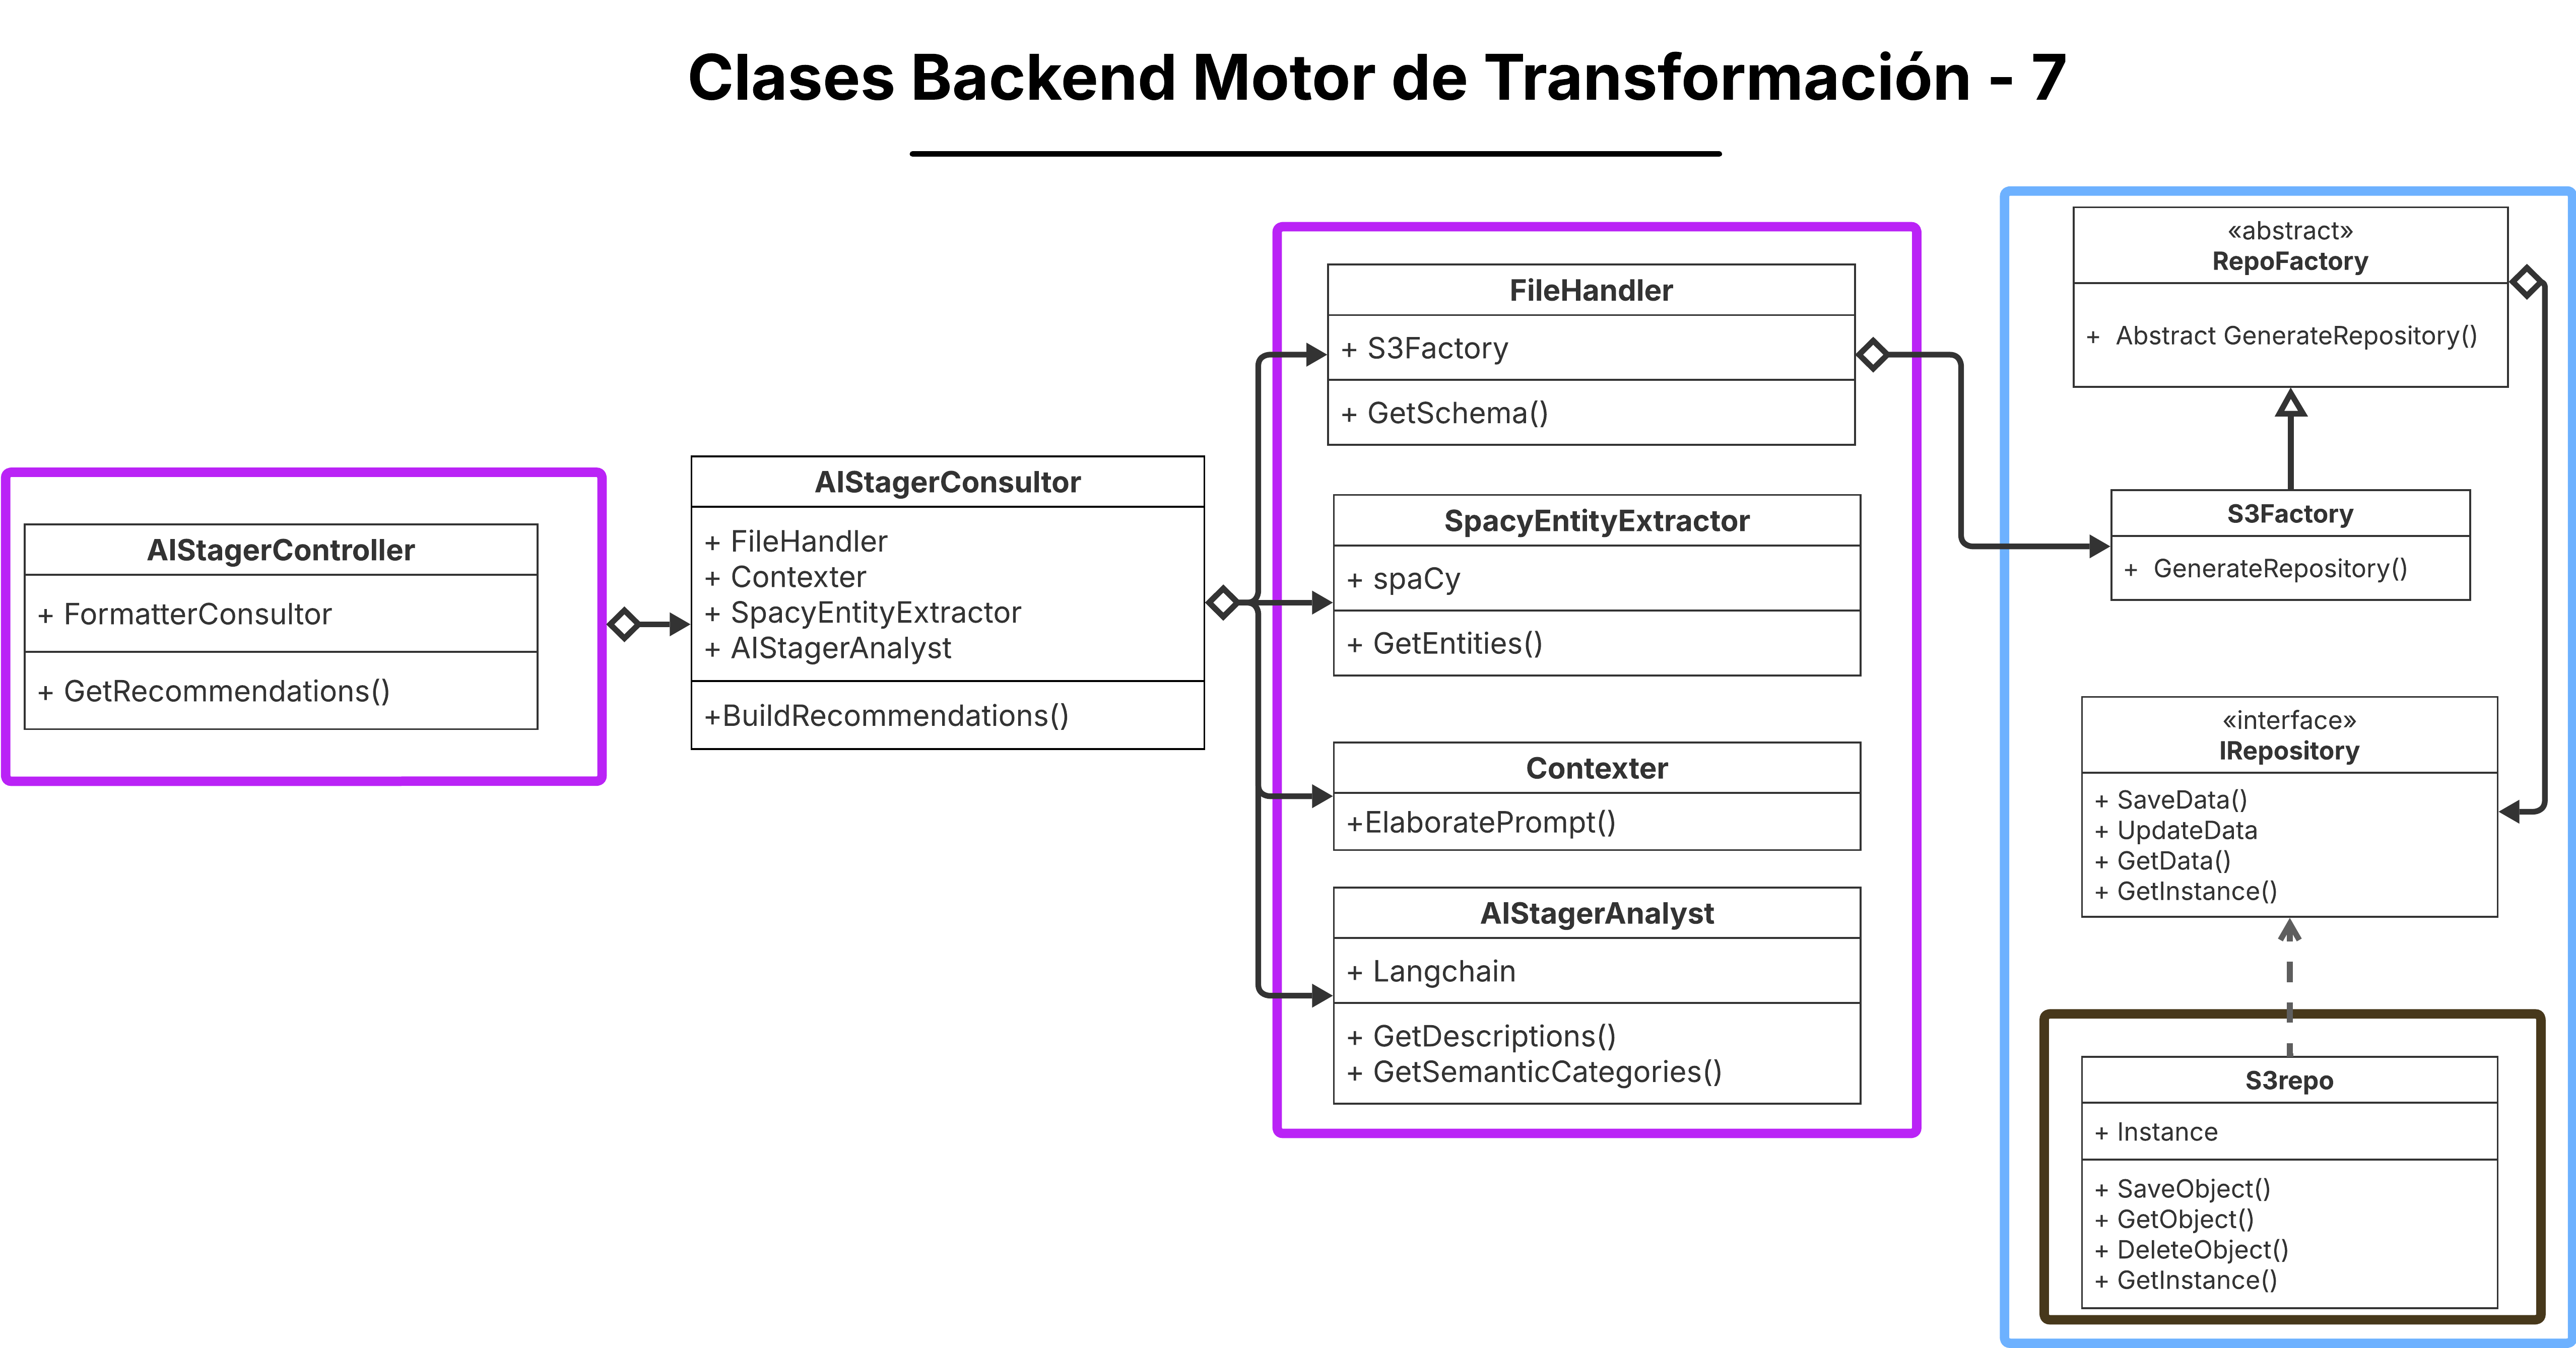 Clases Backend Motor de Transformación - 7
AIStagerController
+ FormatterConsultor
+ GetRecommendations()
AIStagerConsultor
+ FileHandler
+ Contexter
+ SpacyEntityExtractor
+ AIStagerAnalyst
+BuildRecommendations()
FileHandler
+ S3Factory
+ GetSchema()
SpacyEntityExtractor
+ spaCy
+ GetEntities()
Contexter
+ElaboratePrompt()
AIStagerAnalyst
+ Langchain
+ GetDescriptions()
+ GetSemanticCategories()
«abstract»
RepoFactory
+ Abstract GenerateRepository()
S3Factory
+ GenerateRepository()
«interface»
IRepository
+ SaveData()
+ UpdateData
+ GetData()
+ GetInstance()
S3repo
+ Instance
+ SaveObject()
+ GetObject()
+ DeleteObject()
+ GetInstance()